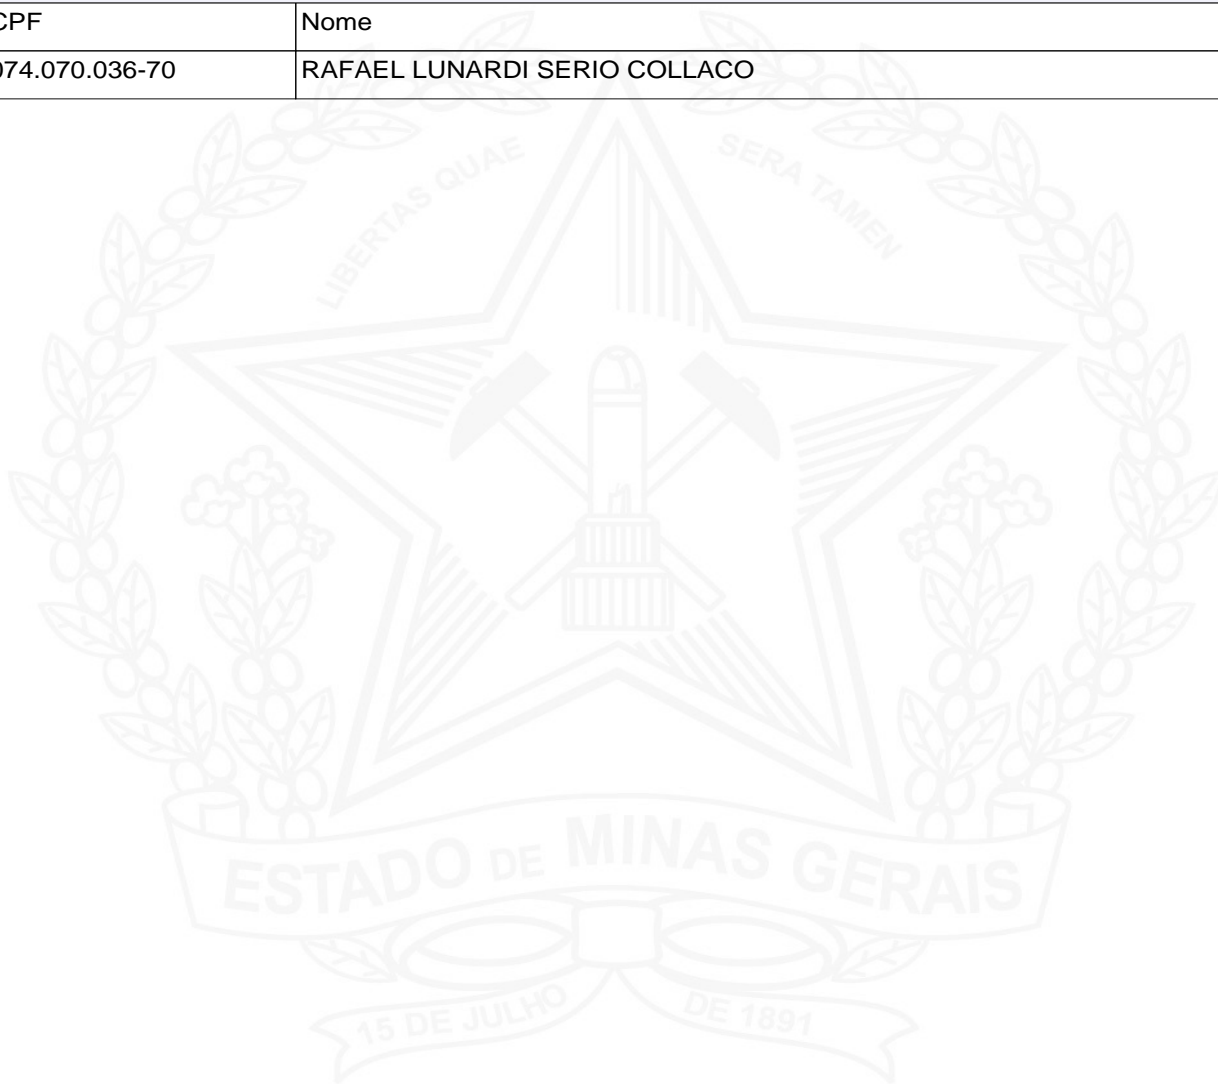 CPF Nome
074.070.036-70 RAFAEL LUNARDI SERIO COLLACO
LIBERTAS QUAE SERA TAMEN
ESTADO DE MINAS GERAIS
15 DE JULHO DE 1891